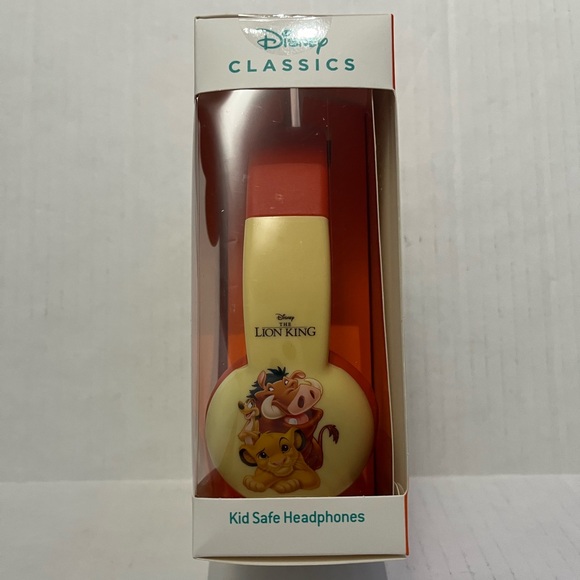 Disney
CLASSICS
Disney
THE
LION KING
Kid Safe Headphones